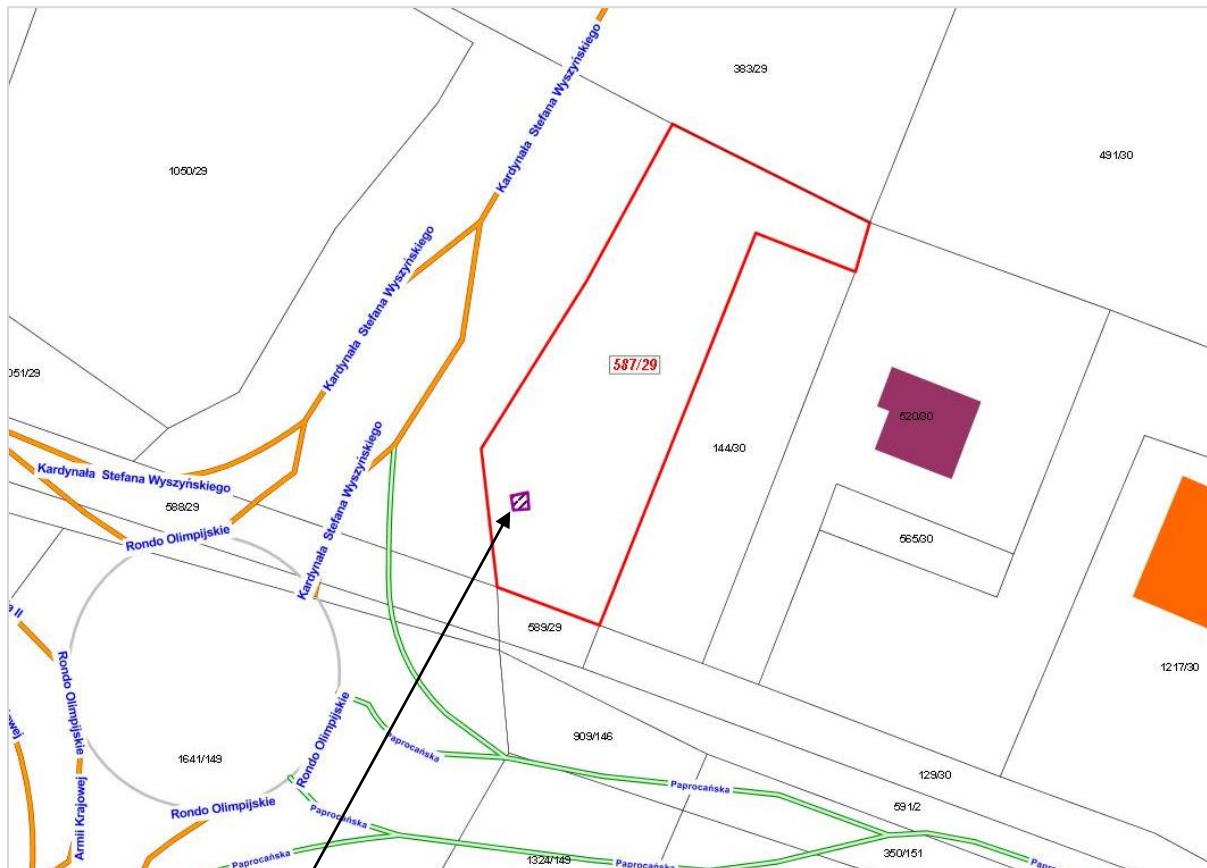 383/29
Kardynała Stefana Wyszyńskiego
491/30
1050/29
Kardynała Stefana Wyszyńskiego
587/29
051/29
520/30
144/30
Kardynała Stefana Wyszyńskiego
Kardynała Stefana Wyszyńskiego
588/29
Rondo Olimpijskie
565/30
589/29
II
1217/30
Rondo Olimpijskie
Rondo Olimpijskie
909/146
Paprocańska
1641/149
129/30
Paprocańska
591/2
Armii Krajowej
Rondo Olimpijskie
Paprocańska
350/151
Paprocańska
1324/149
Paprocańska